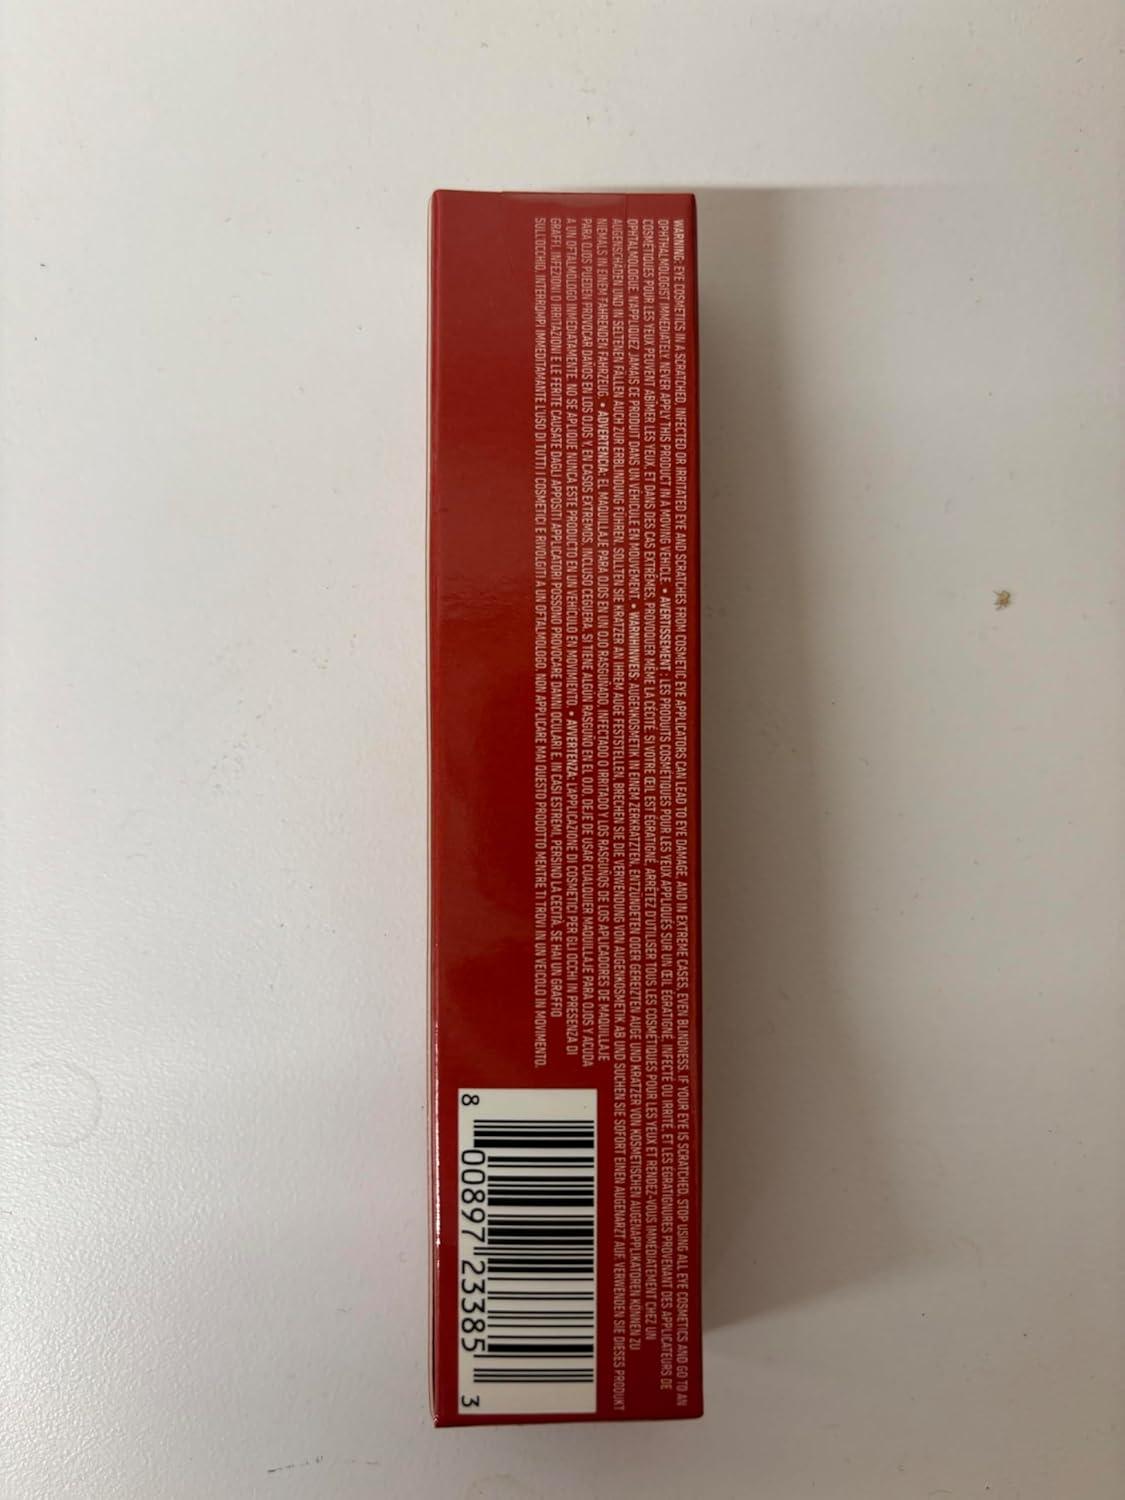 WARNING: EYE COSMETICS IN A SCRATCHED, INFECTED OR IRRITATED EYE AND SCRATCHES FROM COSMETIC EYE APPLICATORS CAN LEAD TO EYE DAMAGE, AND IN EXTREME CASES, EVEN BLINDNESS. IF YOUR EYE IS SCRATCHED, STOP USING ALL EYE COSMETICS AND GO TO AN
OPHTHALMOLOGIST IMMEDIATELY. NEVER APPLY THIS PRODUCT IN A MOVING VEHICLE. • AVERTISSEMENT : LES PRODUITS COSMETIQUES POUR LES YEUX APPLIQUÉS SUR UN ŒIL ÉGRATIGNÉ, INFECTÉ OU IRRITÉ, ET LES ÉGRATIGNURES PROVENANT DES APPLICATEURS DE
COSMETIQUES POUR LES YEUX PEUVENT ABÎMER LES YEUX, ET DANS DES CAS EXTRÊMES, PROVOQUER MÊME LA CÉCITÉ. SI VOTRE ŒIL EST ÉGRATIGNÉ, ARRETEZ D'UTILISER TOUS LES COSMETIQUES POUR LES YEUX ET RENDEZ-VOUS IMMÉDIATEMENT CHEZ UN
OPHTALMOLOGUE. N'APPLIQUEZ JAMAIS CE PRODUIT DANS UN VÉHICULE EN MOUVEMENT. • WARNHINWEIS: AUGENKOSMETIK IN EINEM ZERKRATZTEN, ENTZÜNDETEN ODER GEREIZTEN AUGE UND KRATZER VON KOSMETISCHEN AUGENAPPLIKATOREN KÖNNEN ZU
AUGENSCHÄDEN UND IN SELTENEN FÄLLEN AUCH ZUR ERBLINDUNG FÜHREN. SOLLTEN SIE KRATZER AN IHREM AUGE FESTSTELLEN, BRECHEN SIE DIE VERWENDUNG VON AUGENKOSMETIK AB UND SUCHEN SIE SOFORT EINEN AUGENARZT AUF. VERWENDEN SIE DIESES PRODUKT
NIEMALS IN EINEM FAHRENDEN FAHRZEUG. • ADVERTENCIA: EL MAQUILLAJE PARA OJOS EN UN OJO RASGUÑADO, INFECTADO O IRRITADO Y LOS RASGUÑOS DE LOS APLICADORES DE MAQUILLAJE
PARA OJOS PUEDEN PROVOCAR DAÑOS EN LOS OJOS Y, EN CASOS EXTREMOS, INCLUSO CEGUERA. SI TIENE ALGÚN RASGUÑO EN EL OJO, DEJE DE USAR CUALQUIER MAQUILLAJE PARA OJOS Y ACUDA
A UN OFTALMÓLOGO IMMEDIATAMENTE. NO SE APLIQUE NUNCA ESTE PRODUCTO EN UN VEHÍCULO EN MOVIMIENTO. • AVERTENZA: L'APPLICAZIONE DI COSMETICI PER GLI OCCHI IN PRESENZA DI
GRAFFI, INFEZIONI O IRRITAZIONI E LE FERITE CAUSATE DAGLI APPOSITI APPLICATORI POSSONO PROVOCARE DANNI OCULARI E, IN CASI ESTREMI, PERSINO LA CECITÀ. SE HAI UN GRAFFIO
SULL'OCCHIO, INTERROMPI IMMEDIATAMANTE L'USO DI TUTTI I COSMETICI E RIVOLGITI A UN OFTALMOLOGO. NON APPLICARE MAI QUESTO PRODOTTO MENTRE TI TROVI IN UN VEICOLO IN MOVIMENTO.
8 00897 23385 3